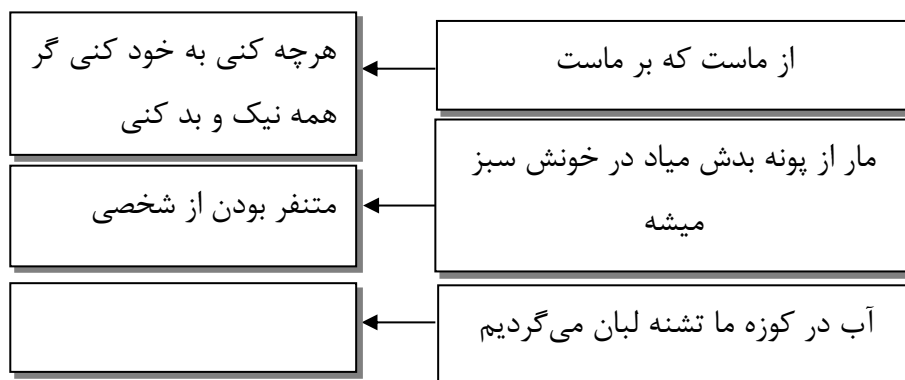 از ماست که بر ماست
هرچه کنی به خود کنی گر
همه نیک و بد کنی
مار از پونه بدش میاد در خونش سبز
میشه
متنفر بودن از شخصی
آب در کوزه ما تشنه لبان می‌گردیم